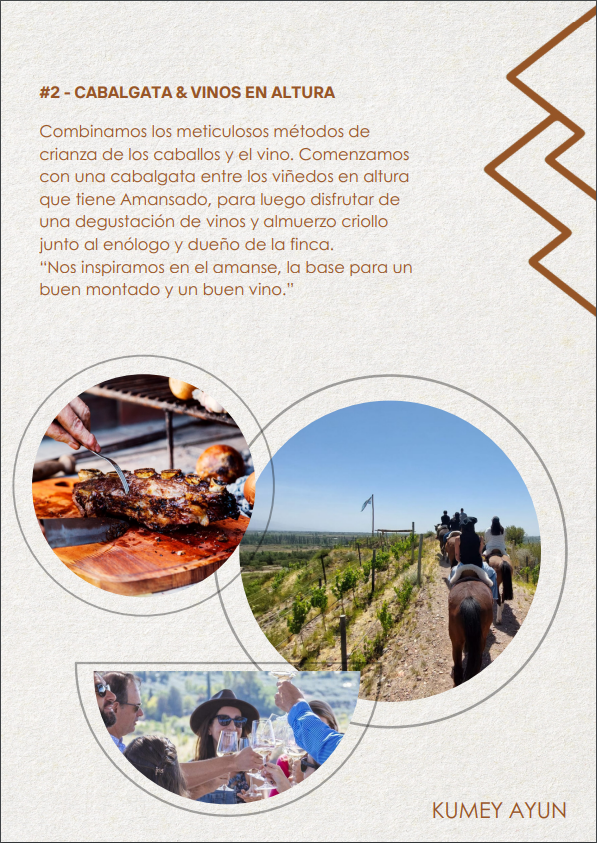 #2 - CABALGATA & VINOS EN ALTURA
Combinamos los meticulosos métodos de
crianza de los caballos y el vino. Comenzamos
con una cabalgata entre los viñedos en altura
que tiene Amansado, para luego disfrutar de
una degustación de vinos y almuerzo criollo
junto al enólogo y dueño de la finca.
“Nos inspiramos en el amanse, la base para un
buen montado y un buen vino.”
KUMEY AYUN